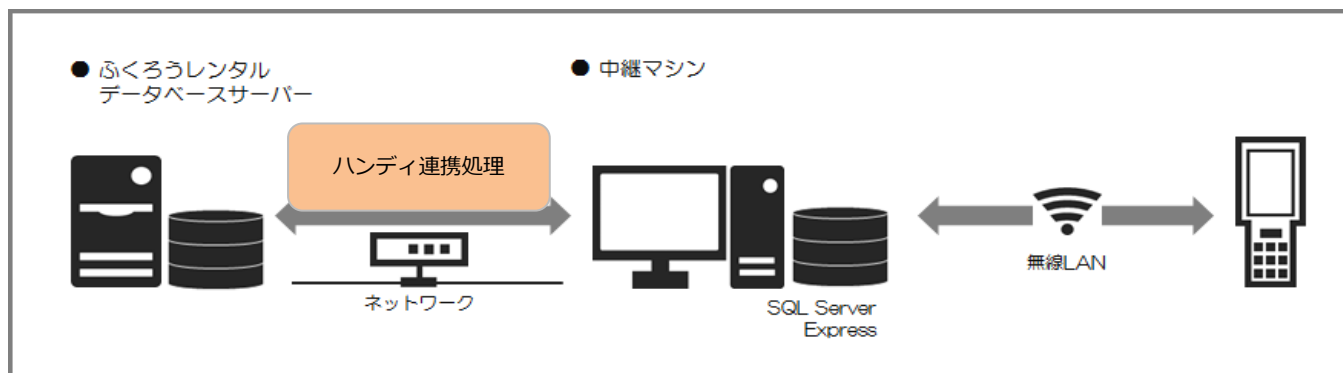 ● ふくろうレンタル
データベースサーバー
● 中継マシン
ハンディ連携処理
ネットワーク
SQL Server
Express
無線LAN